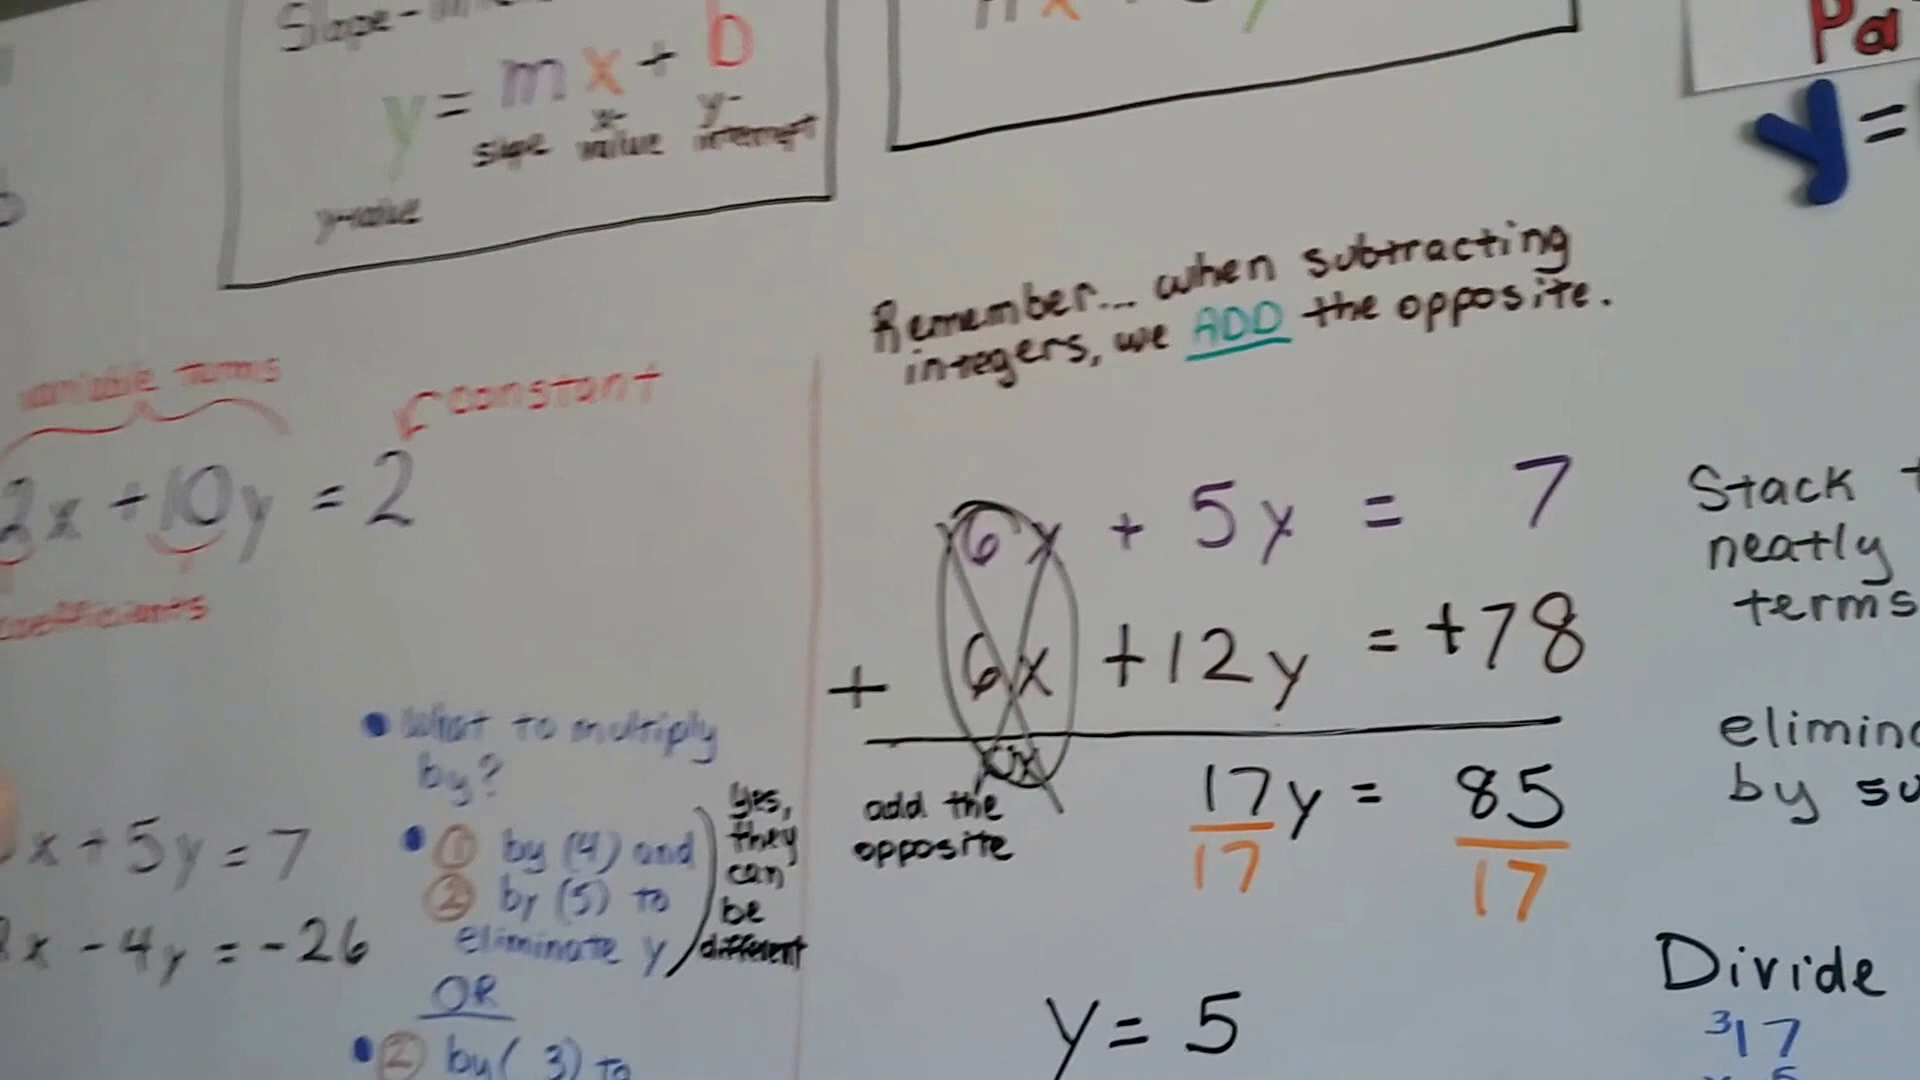 y = mx + b
slope x- value y- intercept
y-value
Pa
y =
Remember... when subtracting
integers, we ADD the opposite.
variable terms
constant
2x + 10y = 2
coefficients
6x + 5y = 7
+ 6x +12y = +78
0x
17y = 85
17 17
add the
opposite
y = 5
What to multiply
by?
① by (4) and
② by (5) to
eliminate y
yes,
they
can
be
different
OR
② by ( 3) to
x + 5y = 7
x - 4y = -26
Stack
neatly
terms
by
Divide
³17